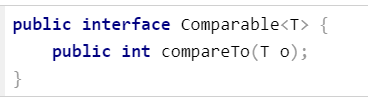 public interface Comparable<T> {
    public int compareTo(T o);
}